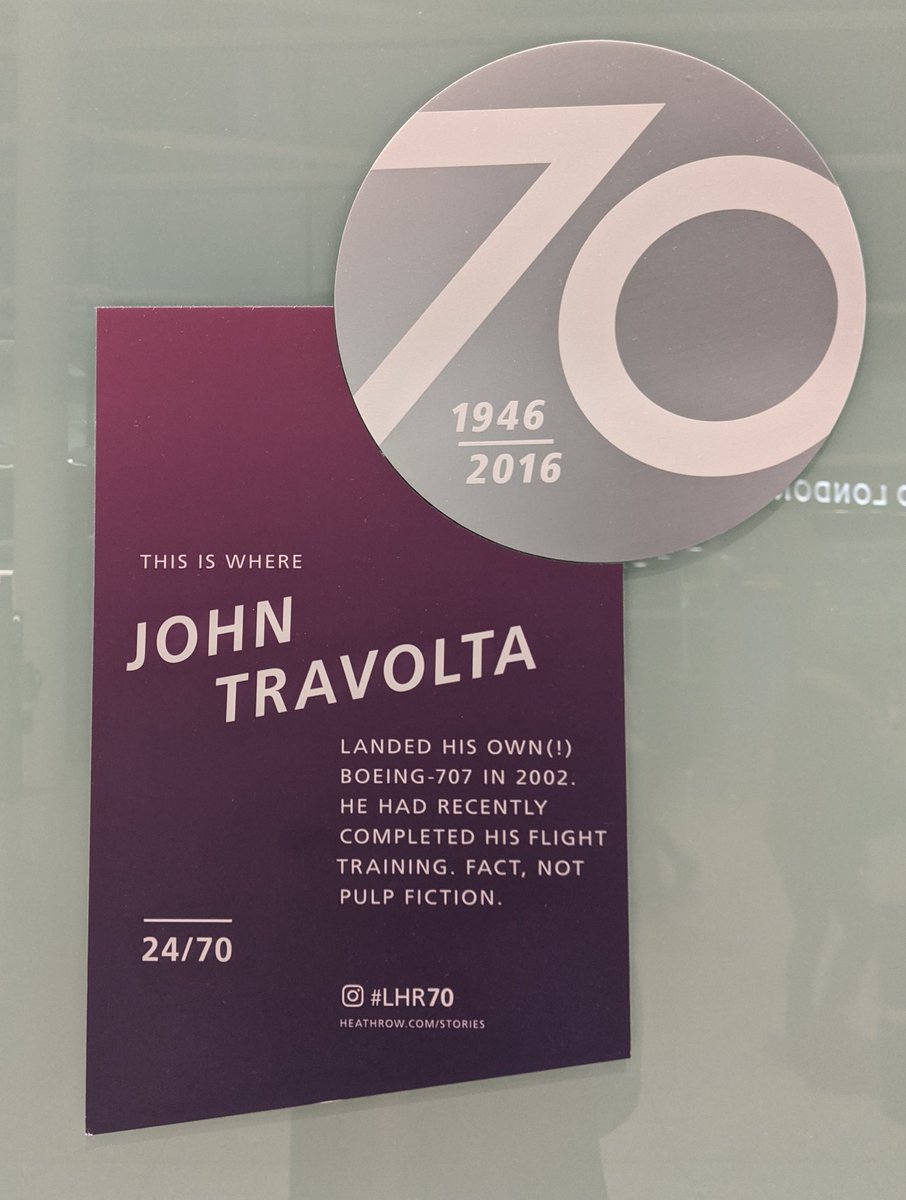 70
1946
2016
THIS IS WHERE
JOHN
TRAVOLTA
LANDED HIS OWN(!)
BOEING-707 IN 2002.
HE HAD RECENTLY
COMPLETED HIS FLIGHT
TRAINING. FACT, NOT
PULP FICTION.
24/70
#LHR70
HEATHROW.COM/STORIES
LONDON